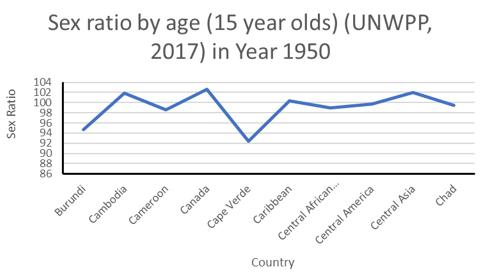 Sex ratio by age (15 year olds) (UNWPP,
2017) in Year 1950
Sex Ratio
104
102
100
98
96
94
92
90
88
86
Burundi
Cambodia
Cameroon
Canada
Cape Verde
Caribbean
Central African...
Central America
Central Asia
Chad
Country